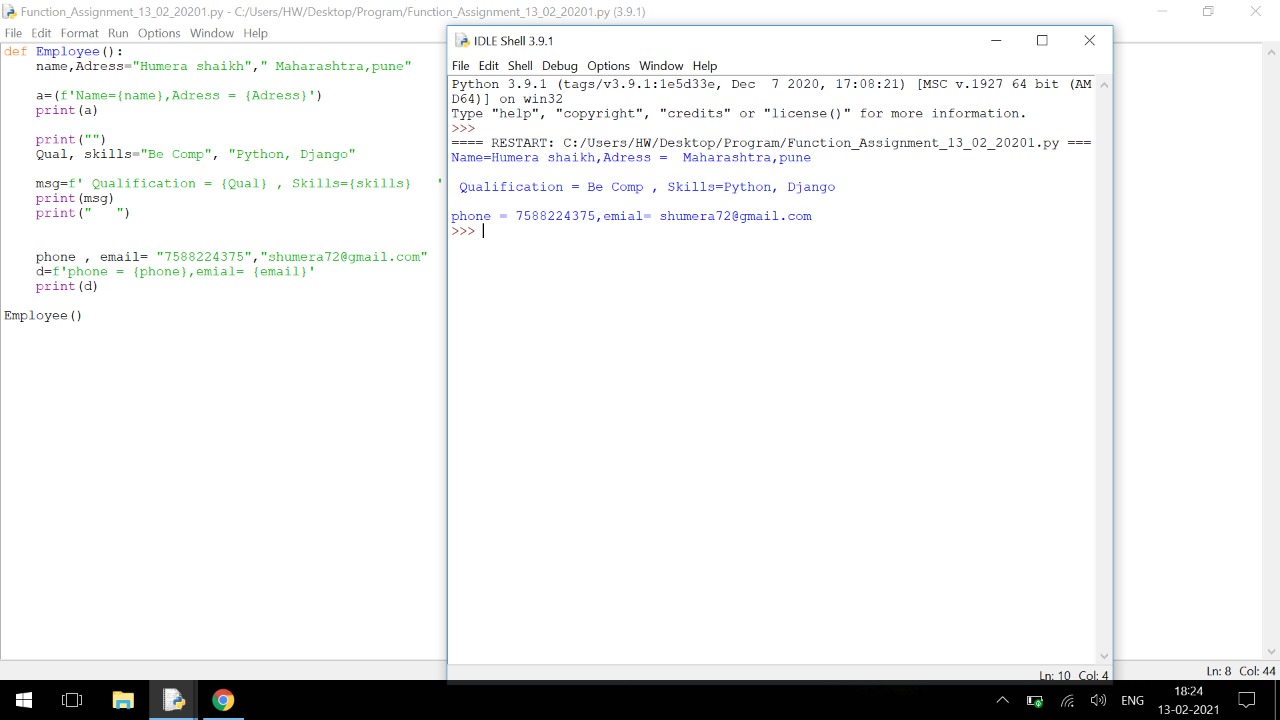 Function_Assignment_13_02_20201.py - C:/Users/HW/Desktop/Program/Function_Assignment_13_02_20201.py (3.9.1)
File Edit Format Run Options Window Help
def Employee():
    name,Adress="Humera shaikh"," Maharashtra,pune"
    a=(f'Name={name},Adress = {Adress}')
    print(a)
    print("")
    Qual, skills="Be Comp", "Python, Django"
    msg=f' Qualification = {Qual} , Skills={skills}   '
    print(msg)
    print("   ")
    phone , email= "7588224375","shumera72@gmail.com"
    d=f'phone = {phone},emial= {email}'
    print(d)
Employee()
IDLE Shell 3.9.1
File Edit Shell Debug Options Window Help
Python 3.9.1 (tags/v3.9.1:1e5d33e, Dec  7 2020, 17:08:21) [MSC v.1927 64 bit (AM
D64)] on win32
Type "help", "copyright", "credits" or "license()" for more information.
>>>
==== RESTART: C:/Users/HW/Desktop/Program/Function_Assignment_13_02_20201.py ===
Name=Humera shaikh,Adress =  Maharashtra,pune
 Qualification = Be Comp , Skills=Python, Django
phone = 7588224375,emial= shumera72@gmail.com
>>>
Ln: 10 Col: 4
Ln: 8 Col: 44
ENG
18:24
13-02-2021